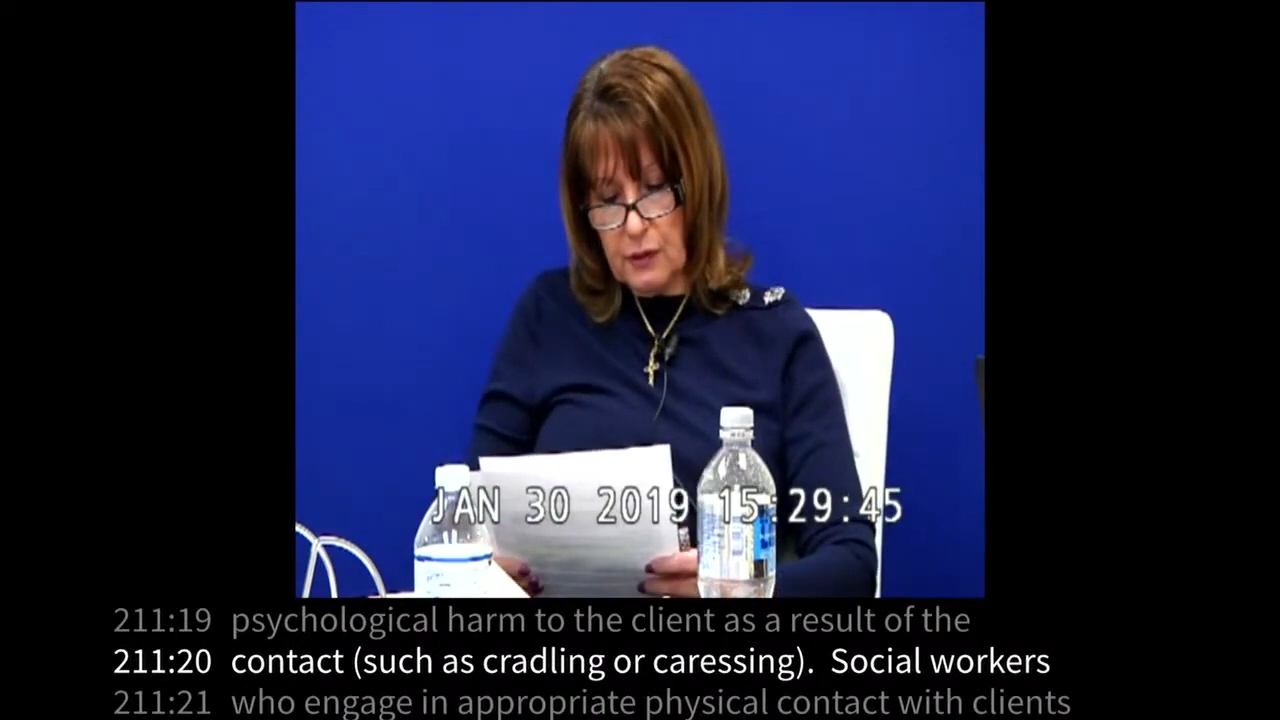 JAN 30 2019 15:29:45
211:19 psychological harm to the client as a result of the
211:20 contact (such as cradling or caressing). Social workers
211:21 who engage in appropriate physical contact with clients